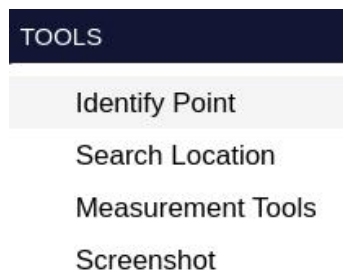 TOOLS
Identify Point
Search Location
Measurement Tools
Screenshot